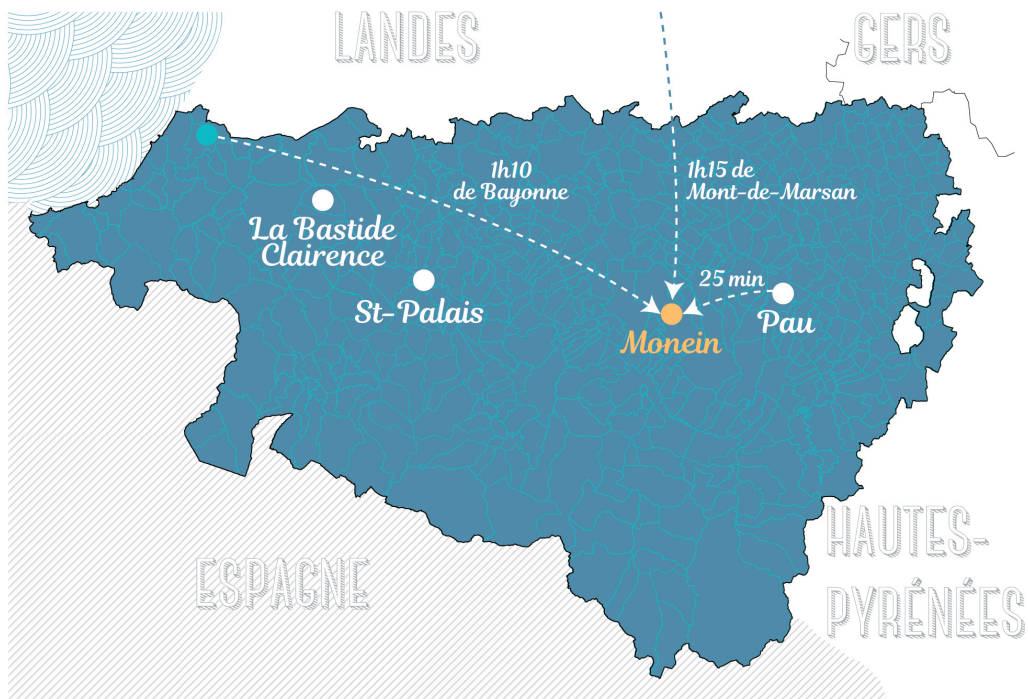 LANDES
GERS
1h10
de Bayonne
1h15 de
Mont-de-Marsan
La Bastide
Clairence
St-Palais
25 min
Pau
Monein
HAUTES-
PYRÉNÉES
ESPAGNE